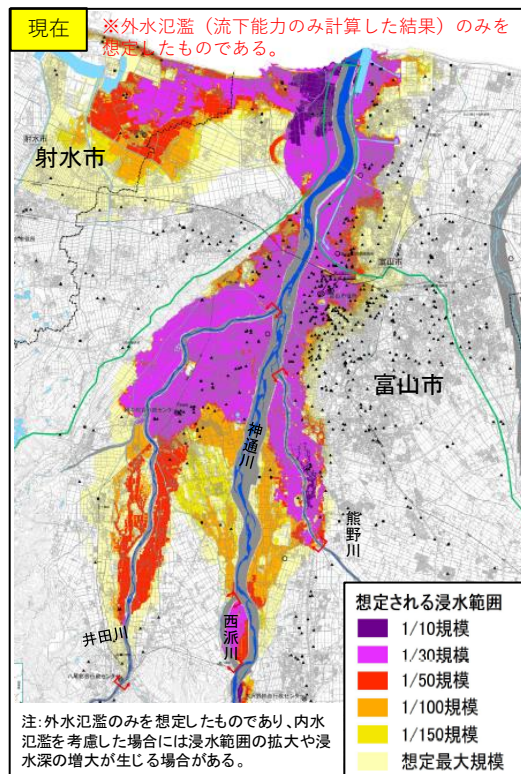 現在
※外水氾濫（流下能力のみ計算した結果）のみを
想定したものである。
射水市
射水市
富山市
富山市
神通川
熊野川
西派川
井田川
想定される浸水範囲
1/10規模
1/30規模
1/50規模
1/100規模
1/150規模
想定最大規模
注:外水氾濫のみを想定したものであり、内水
氾濫を考慮した場合には浸水範囲の拡大や浸
水深の増大が生じる場合がある。